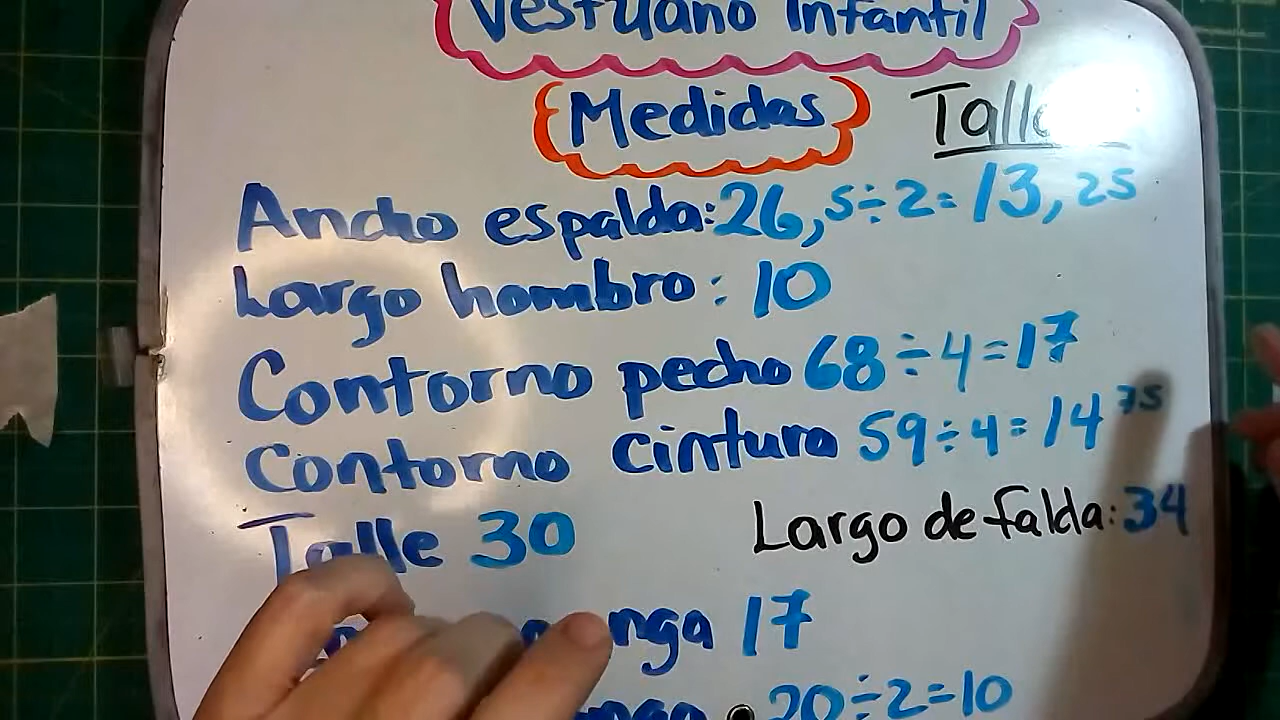 Vestuario Infantil
Medidas
Ancho espalda: 26,5÷2= 13,25
Largo hombro: 10
Contorno pecho 68÷4=17
Contorno cintura 59÷4=14 75
Talle 30
Largo de falda: 34
17
20÷2=10